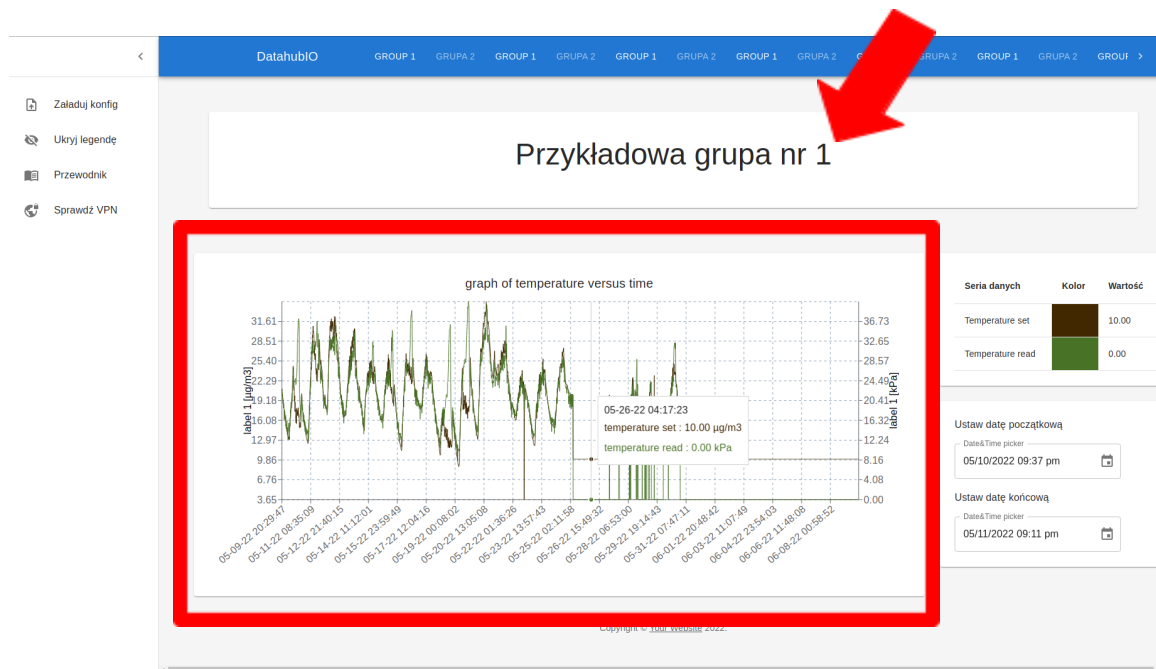 DatahubIO
GROUP 1 GRUPA 2 GROUP 1 GRUPA 2 GROUP 1 GRUPA 2 GROUP 1 GRUPA 2 GRUPA 2 GROUP 1 GRUPA 2
Załaduj konfig
Ukryj legendę
Przewodnik
Sprawdź VPN
Przykładowa grupa nr 1
graph of temperature versus time
label 1 [µg/m3]
31.61
28.51
25.40
22.29
19.18
16.08
12.97
9.86
6.76
3.65
label 1 [kPa]
36.73
32.65
28.57
24.49
20.41
16.32
12.24
8.16
4.08
0.00
05-26-22 04:17:23
temperature set : 10.00 µg/m3
temperature read : 0.00 kPa
05-09-22 20:29:47
05-11-22 08:35:09
05-12-22 21:40:15
05-14-22 11:12:01
05-15-22 23:59:49
05-17-22 12:04:16
05-19-22 00:08:02
05-20-22 13:05:08
05-22-22 01:36:26
05-23-22 13:57:43
05-25-22 02:11:58
05-26-22 15:49:32
05-28-22 06:53:00
05-29-22 19:14:43
05-31-22 07:47:11
06-01-22 20:48:42
06-03-22 11:07:49
06-04-22 23:54:03
06-06-22 11:48:08
06-08-22 00:58:52
Seria danych Kolor Wartość
Temperature set 10.00
Temperature read 0.00
Ustaw datę początkową
Date&Time picker
05/10/2022 09:37 pm
Ustaw datę końcową
Date&Time picker
05/11/2022 09:11 pm
Copyright © Your Website 2022.